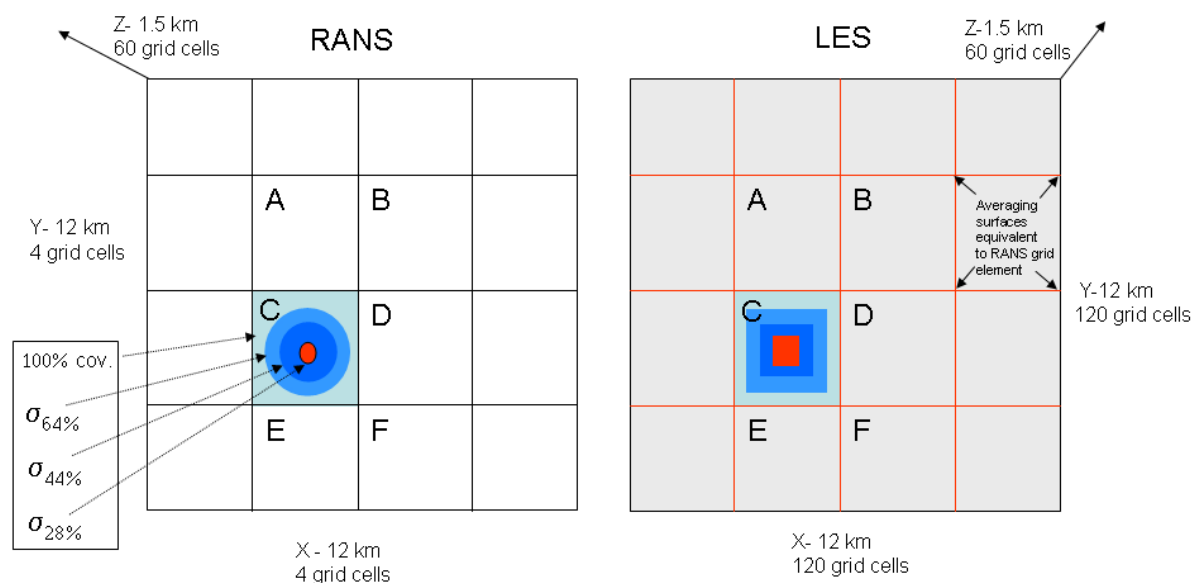 Z- 1.5 km
60 grid cells
RANS
A
B
Y- 12 km
4 grid cells
C
D
100% cov.
σ64%
σ44%
σ28%
E
F
X - 12 km
4 grid cells
LES
Z-1.5 km
60 grid cells
A
B
Averaging
surfaces
equivalent
to RANS grid
element
C
D
Y-12 km
120 grid cells
E
F
X- 12 km
120 grid cells